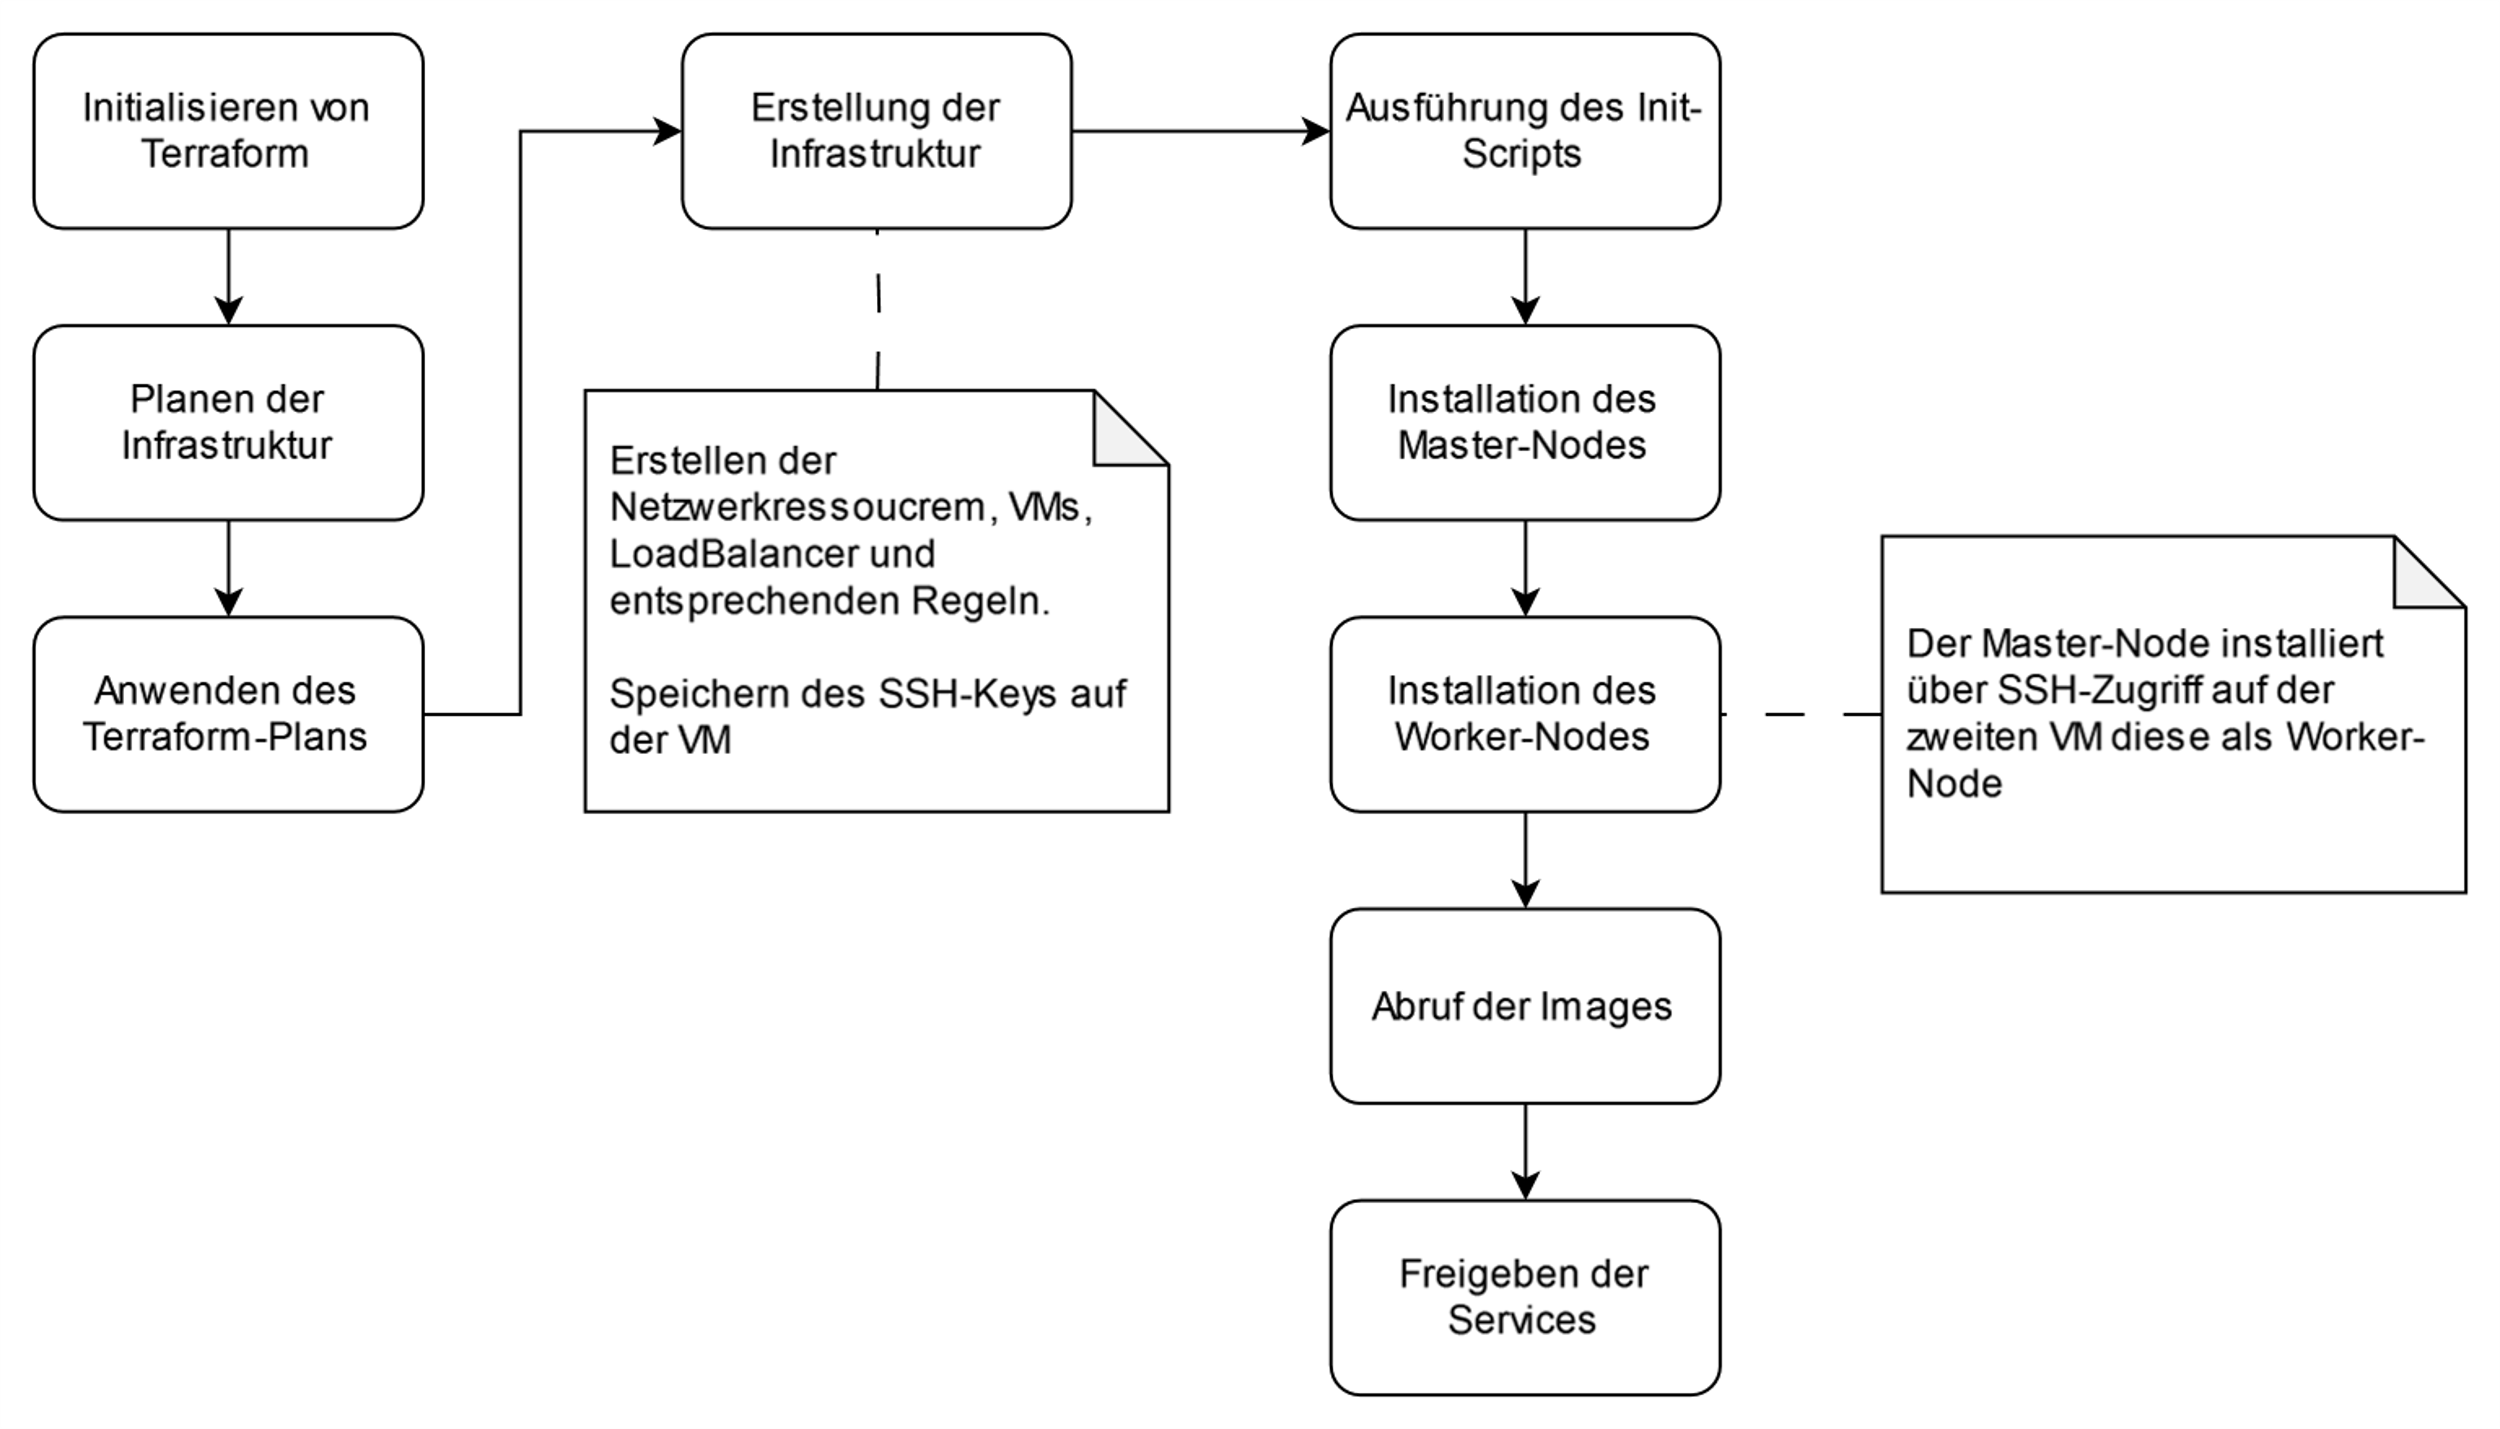 Initialisieren von
Terraform
Planen der
Infrastruktur
Anwenden des
Terraform-Plans
Erstellung der
Infrastruktur
Erstellen der
Netzwerkressoucrem, VMs,
LoadBalancer und
entsprechenden Regeln.
Speichern des SSH-Keys auf
der VM
Ausführung des Init-
Scripts
Installation des
Master-Nodes
Installation des
Worker-Nodes
Der Master-Node installiert
über SSH-Zugriff auf der
zweiten VM diese als Worker-
Node
Abruf der Images
Freigeben der
Services